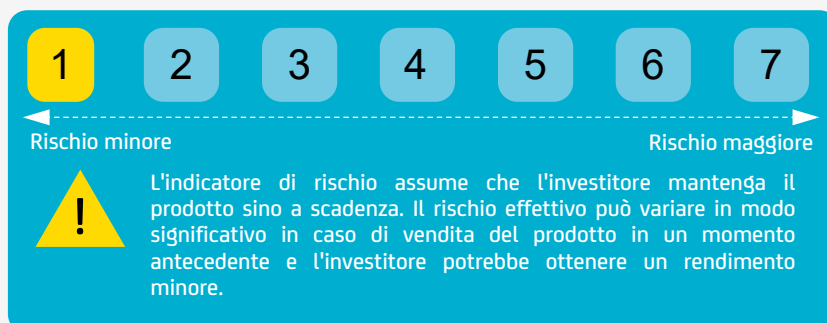 1 2 3 4 5 6 7
Rischio minore Rischio maggiore
! L'indicatore di rischio assume che l'investitore mantenga il
prodotto sino a scadenza. Il rischio effettivo può variare in modo
significativo in caso di vendita del prodotto in un momento
antecedente e l'investitore potrebbe ottenere un rendimento
minore.